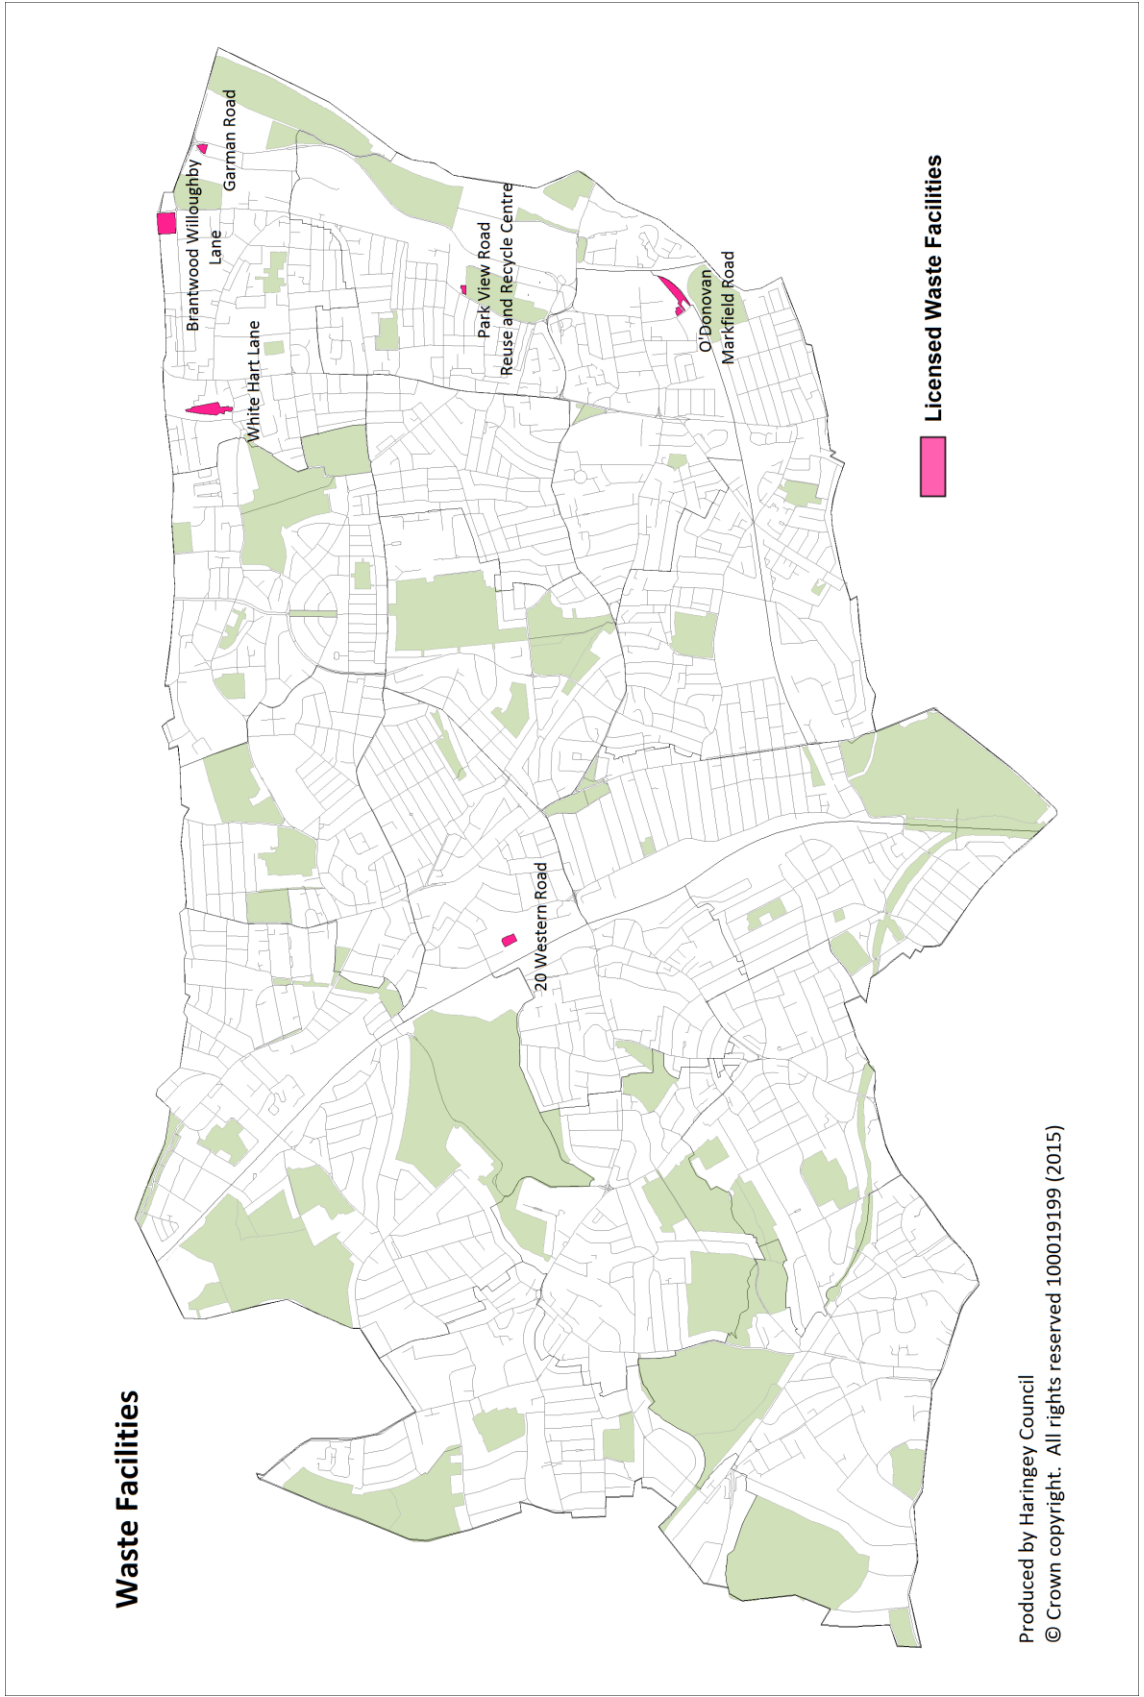 Waste Facilities
Brantwood Willoughby
Lane
Garman Road
White Hart Lane
Park View Road
Reuse and Recycle Centre
20 Western Road
O'Donovan
Markfield Road
Licensed Waste Facilities
Produced by Haringey Council
© Crown copyright. All rights reserved 100019199 (2015)